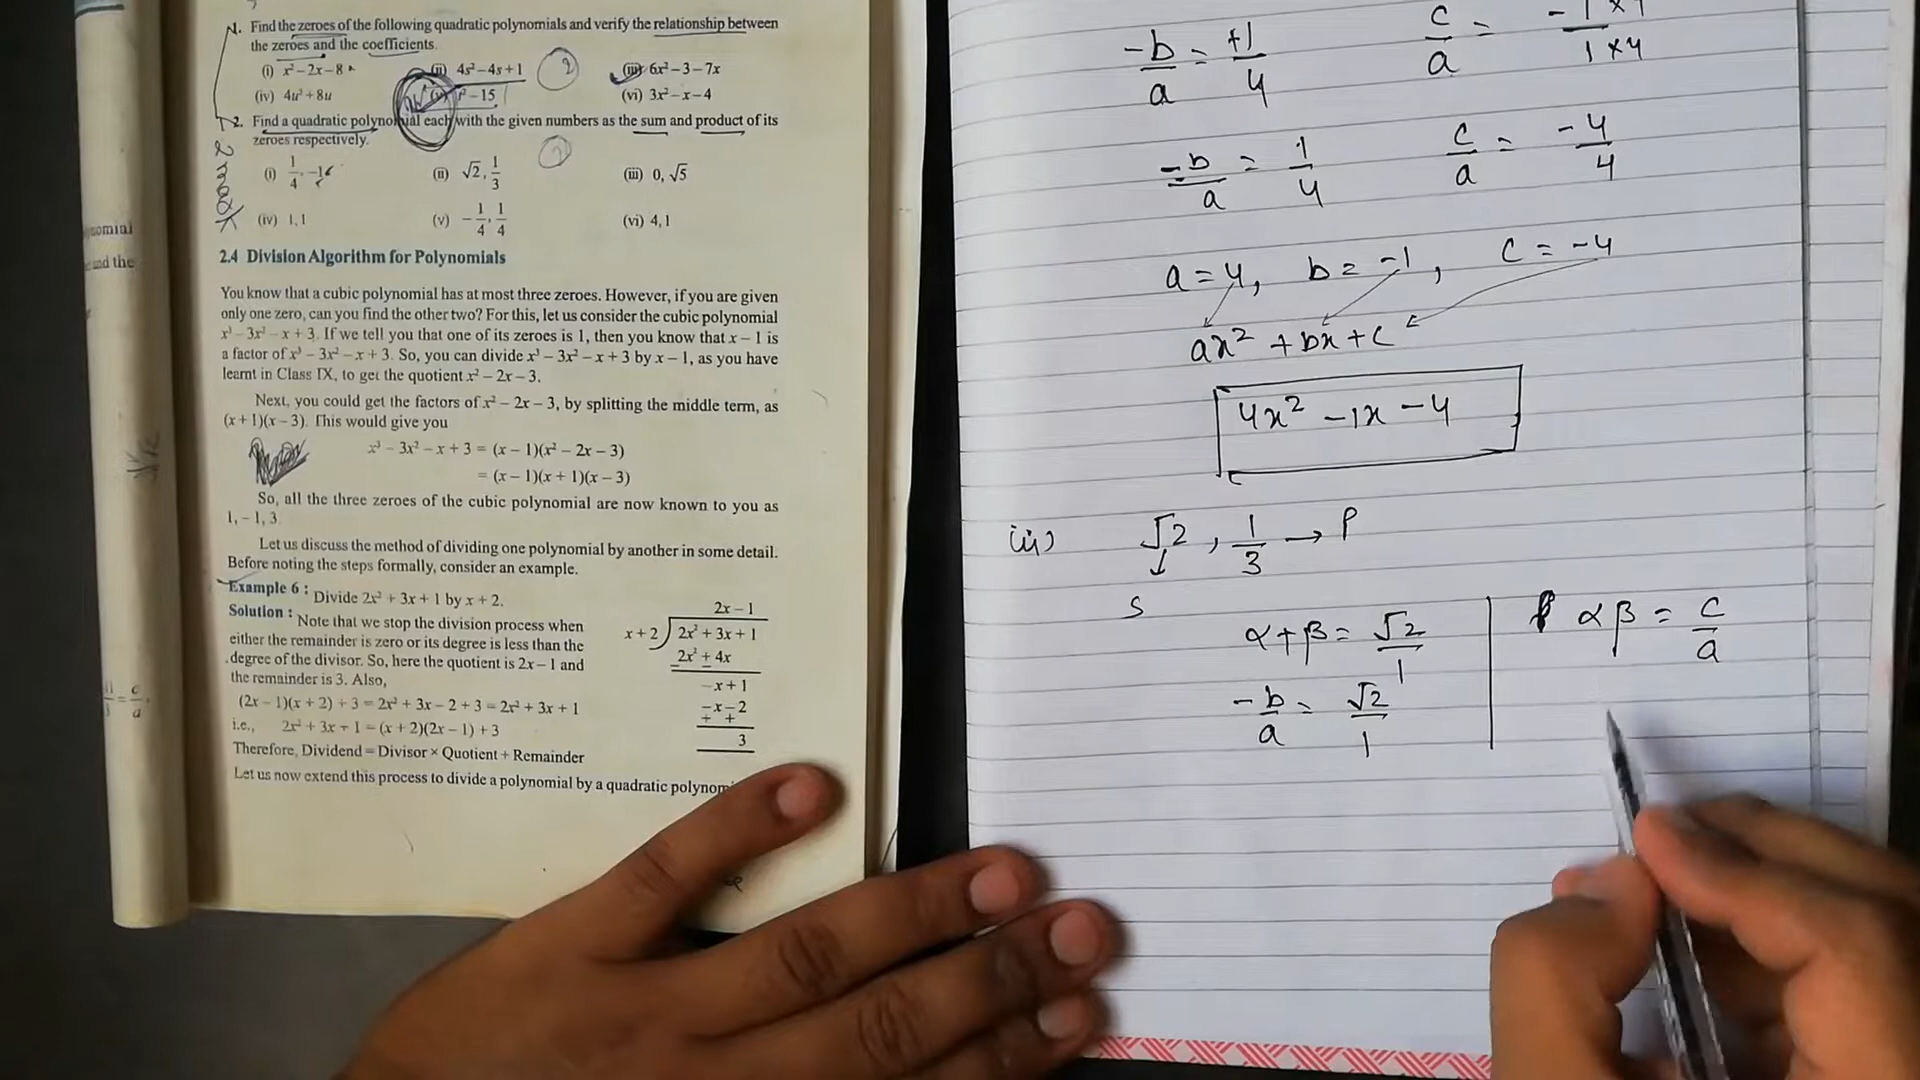 1. Find the zeroes of the following quadratic polynomials and verify the relationship between
the zeroes and the coefficients.
(i) x² – 2x – 8 (ii) 4s² – 4s + 1 (iii) 6x² – 3 – 7x
(iv) 4u² + 8u (v) t² – 15 (vi) 3x² – x – 4
2. Find a quadratic polynomial each with the given numbers as the sum and product of its
zeroes respectively.
(i) 1/4, –1 (ii) √2, 1/3 (iii) 0, √5
(iv) 1, 1 (v) –1/4, 1/4 (vi) 4, 1
2
2
mark
2.4 Division Algorithm for Polynomials
You know that a cubic polynomial has at most three zeroes. However, if you are given
only one zero, can you find the other two? For this, let us consider the cubic polynomial
x³ – 3x² – x + 3. If we tell you that one of its zeroes is 1, then you know that x – 1 is
a factor of x³ – 3x² – x + 3. So, you can divide x³ – 3x² – x + 3 by x – 1, as you have
learnt in Class IX, to get the quotient x² – 2x – 3.
Next, you could get the factors of x² – 2x – 3, by splitting the middle term, as
(x + 1)(x – 3). This would give you
x³ – 3x² – x + 3 = (x – 1)(x² – 2x – 3)
= (x – 1)(x + 1)(x – 3)
So, all the three zeroes of the cubic polynomial are now known to you as
1, – 1, 3.
Let us discuss the method of dividing one polynomial by another in some detail.
Before noting the steps formally, consider an example.
Example 6 : Divide 2x² + 3x + 1 by x + 2.
Solution : Note that we stop the division process when
either the remainder is zero or its degree is less than the
degree of the divisor. So, here the quotient is 2x – 1 and
the remainder is 3. Also,
(2x – 1)(x + 2) + 3 = 2x² + 3x – 2 + 3 = 2x² + 3x + 1
i.e., 2x² + 3x + 1 = (x + 2)(2x – 1) + 3
Therefore, Dividend = Divisor × Quotient + Remainder
Let us now extend this process to divide a polynomial by a quadratic
2x – 1
x + 2 ) 2x² + 3x + 1
2x² + 4x
– –
– x + 1
– x – 2
+ +
3
and the
= c/a
-b/a = +1/4 c/a = -1×4/1×4
-b/a = 1/4 c/a = -4/4
a = 4, b = -1, c = -4
ax² + bx + c
4x² - 1x - 4
(ii) √2, 1/3 → P
S
α + β = √2/1 αβ = c/a
-b/a = √2/1